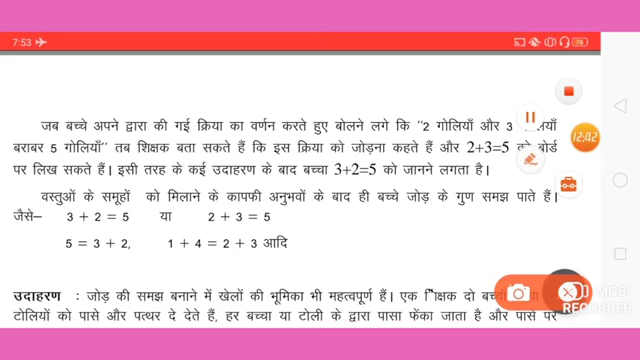 7:53
76
जब बच्चे अपने द्वारा की गई क्रिया का वर्णन करते हुए बोलने लगे कि "2 गोलियाँ और 3
बराबर 5 गोलियाँ" तब शिक्षक बता सकते हैं कि इस क्रिया को जोड़ना कहते हैं और 2+3=5 बोर्ड
पर लिख सकते हैं। इसी तरह के कई उदाहरण के बाद बच्चा 3+2=5 को जानने लगता है।
12:02
वस्तुओं के समूहों को मिलाने के काफी अनुभवों के बाद ही बच्चे जोड़ के गुण समझ पाते हैं।
जैसे– 3 + 2 = 5 या 2 + 3 = 5
5 = 3 + 2, 1 + 4 = 2 + 3 आदि
उदाहरण : जोड़ की समझ बनाने में खेलों की भूमिका भी महत्वपूर्ण हैं। एक दो
टोलियों को पासे और पत्थर दे देते हैं, हर बच्चा या टोली के द्वारा पासा फेंका जाता है और पासे पर
MOBI
RECORDER